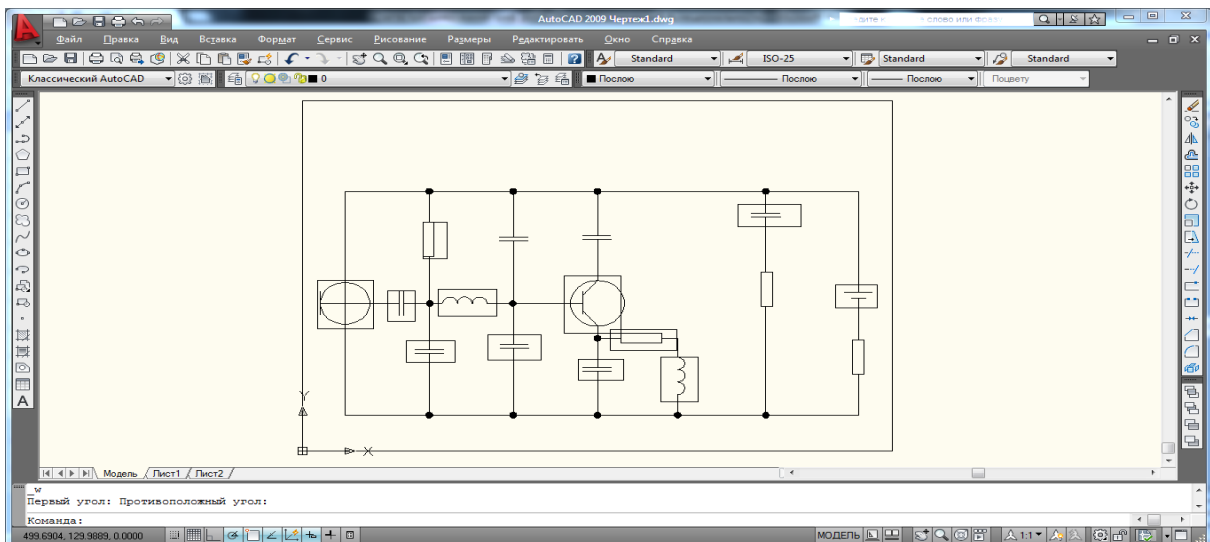 AutoCAD 2009 Чертеж1.dwg
слово или фразу
Файл Правка Вид Вставка Формат Сервис Рисование Размеры Редактировать Окно Справка
Standard ISO-25 Standard Standard
Классический AutoCAD 0 Послою Послою Послою Поцвету
Y
X
Модель Лист1 Лист2
_w
Первый угол: Противоположный угол:
Команда:
499.6904, 129.9889, 0.0000 МОДЕЛЬ 1:1